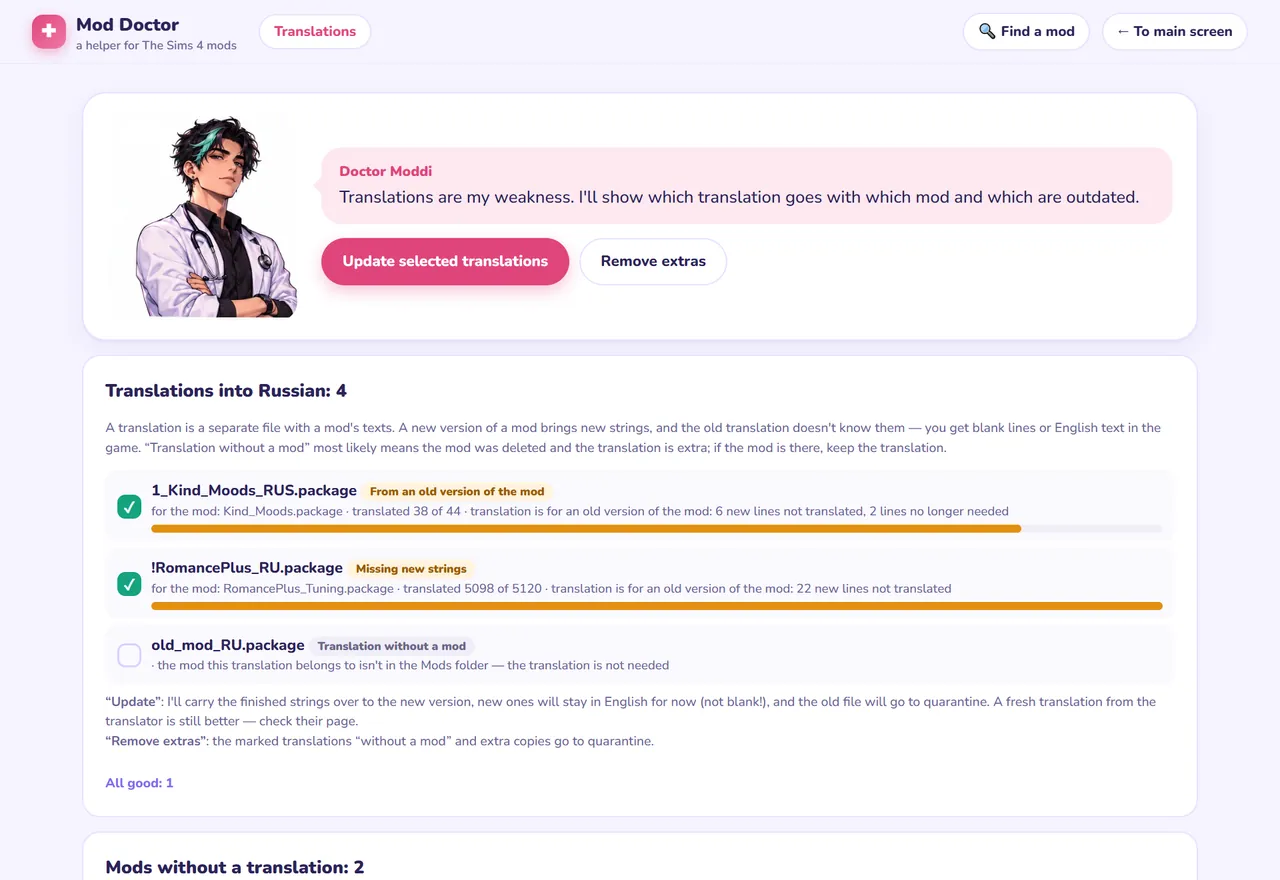 Mod Doctor
a helper for The Sims 4 mods
Translations
🔍 Find a mod
← To main screen
Doctor Moddi
Translations are my weakness. I'll show which translation goes with which mod and which are outdated.
Update selected translations
Remove extras
Translations into Russian: 4
A translation is a separate file with a mod's texts. A new version of a mod brings new strings, and the old translation doesn't know them — you get blank lines or English text in the
game. “Translation without a mod” most likely means the mod was deleted and the translation is extra; if the mod is there, keep the translation.
1_Kind_Moods_RUS.package From an old version of the mod
for the mod: Kind_Moods.package · translated 38 of 44 · translation is for an old version of the mod: 6 new lines not translated, 2 lines no longer needed
!RomancePlus_RU.package Missing new strings
for the mod: RomancePlus_Tuning.package · translated 5098 of 5120 · translation is for an old version of the mod: 22 new lines not translated
old_mod_RU.package Translation without a mod
· the mod this translation belongs to isn't in the Mods folder — the translation is not needed
“Update”: I'll carry the finished strings over to the new version, new ones will stay in English for now (not blank!), and the old file will go to quarantine. A fresh translation from the
translator is still better — check their page.
“Remove extras”: the marked translations “without a mod” and extra copies go to quarantine.
All good: 1
Mods without a translation: 2